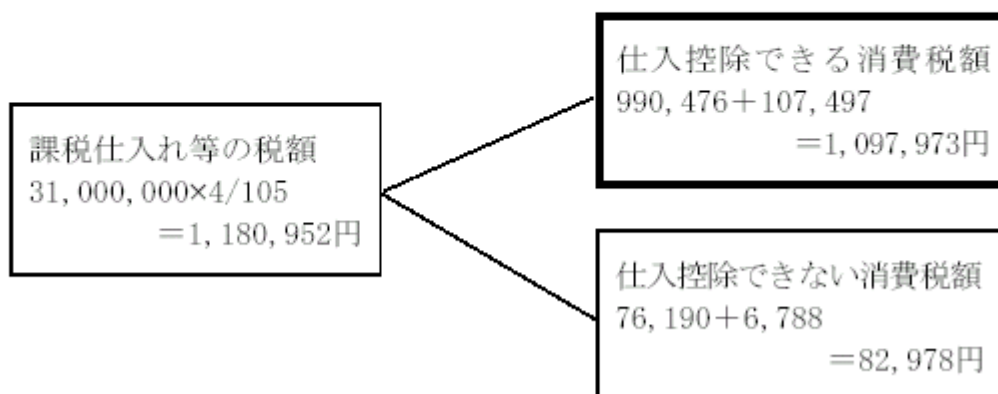 課税仕入れ等の税額
31,000,000×4/105
＝1,180,952円
仕入控除できる消費税額
990,476＋107,497
＝1,097,973円
仕入控除できない消費税額
76,190＋6,788
＝82,978円